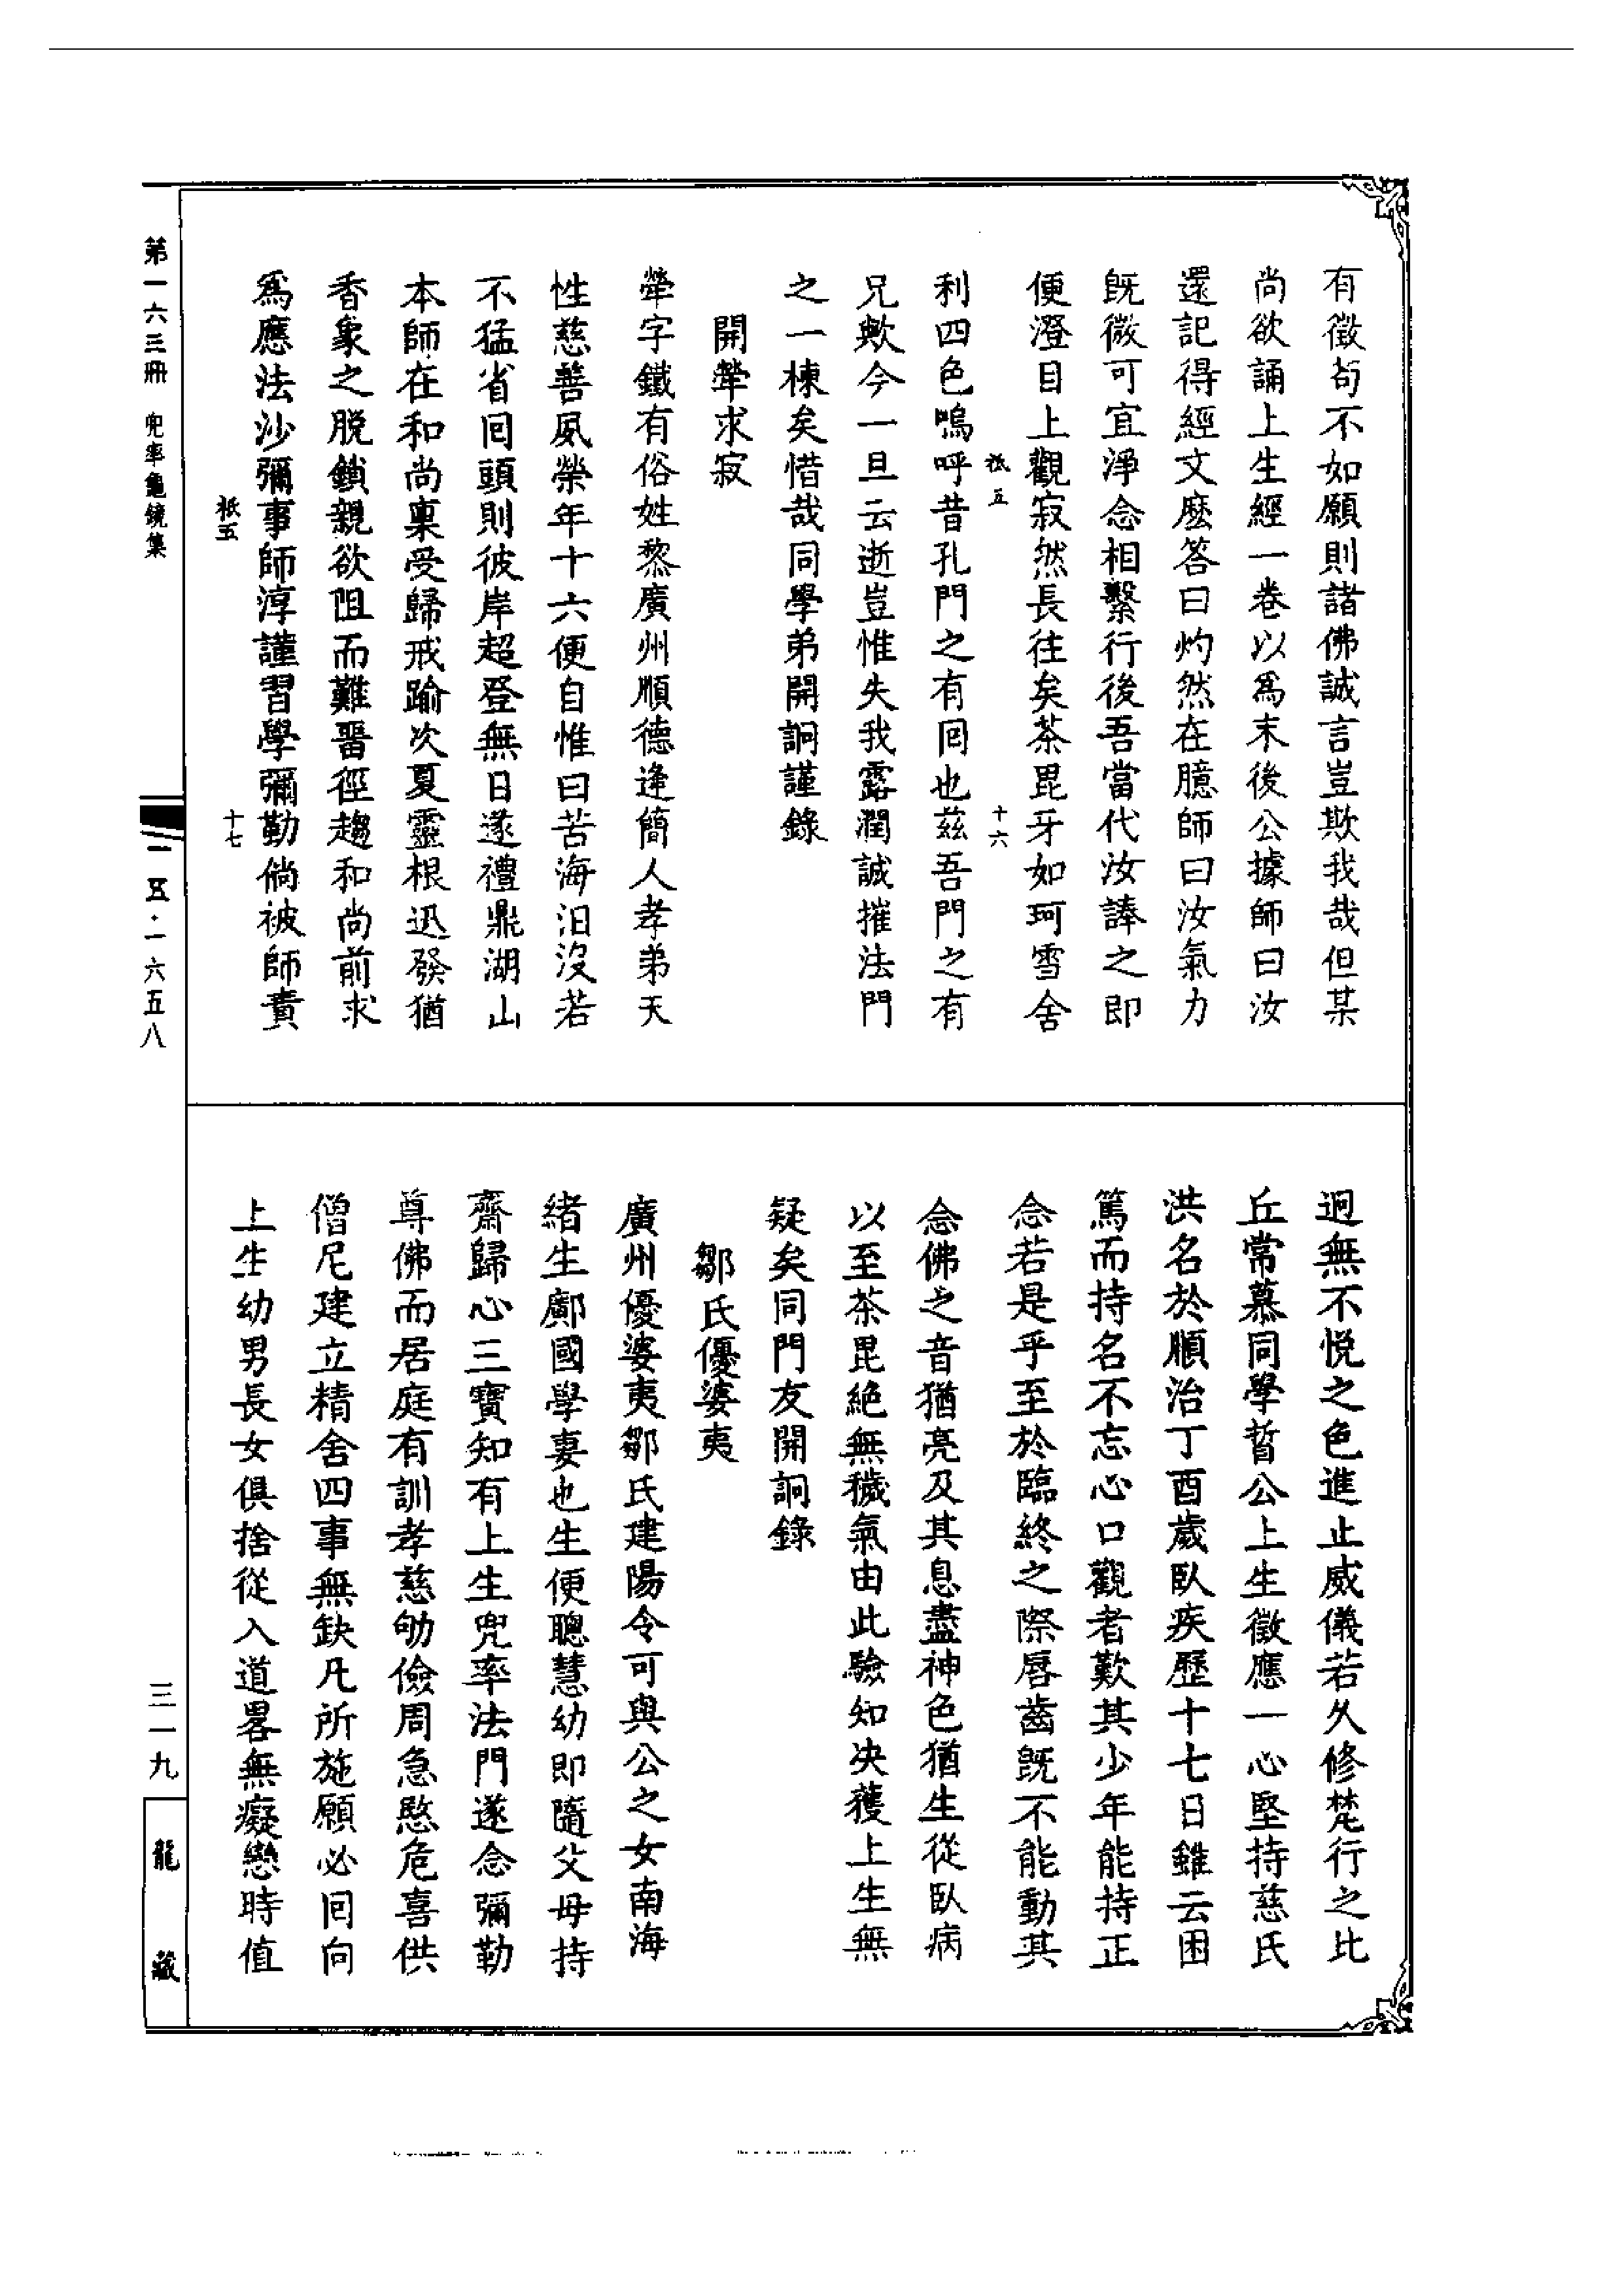 有徵茍不如願則諸佛誠言豈欺我哉但某
尚欲誦上生經一卷以爲末後公據師曰汝
還記得經文麽答曰灼然在臆師曰汝氣力
既微可宜淨念相繫行後吾當代汝諷之即
便澄目上觀寂然長往矣茶毘牙如珂雪舍
祇五
十六
利四色嗚呼昔孔門之有囘也茲吾門之有
兄歟今一旦云逝豈惟失我露潤誠摧法門
之一棟矣惜哉同學弟開詗謹錄
開犖求寂
犖字鐵有俗姓黎廣州順德逢簡人孝弟天
性慈善夙榮年十六便自惟曰苦海汩沒若
不猛省囘頭則彼岸超登無日遂禮鼎湖山
本師在和尚稟受歸戒踰次夏靈根迅發猶
香象之脫鎖親欲阻而難畱徑趨和尚前求
爲應法沙彌事師淳謹習學彌勤倘被師責
祇五
十七
迥無不悦之色進止威儀若久修梵行之比
丘常慕同學晢公上生徵應一心堅持慈氏
洪名於順治丁酉歲臥疾歷十七日雖云困
篤而持名不忘心口觀者歎其少年能持正
念若是乎至於臨終之際唇齒既不能動其
念佛之音猶亮及其息盡神色猶生從臥病
以至茶毘絕無穢氣由此驗知决獲上生無
疑矣同門友開詗錄
鄒氏優婆夷
廣州優婆夷鄒氏建陽令可與公之女南海
緒生鄺國學妻也生便聰慧幼即隨父母持
齋歸心三寶知有上生兜率法門遂念彌勒
尊佛而居庭有訓孝慈劬儉周急愍危喜供
僧尼建立精舍四事無缺凡所施願必囘向
上生幼男長女俱捨從入道畧無癡戀時值
第一六三冊 兜率龜鏡集
一五·一六五八
三一九
龍藏